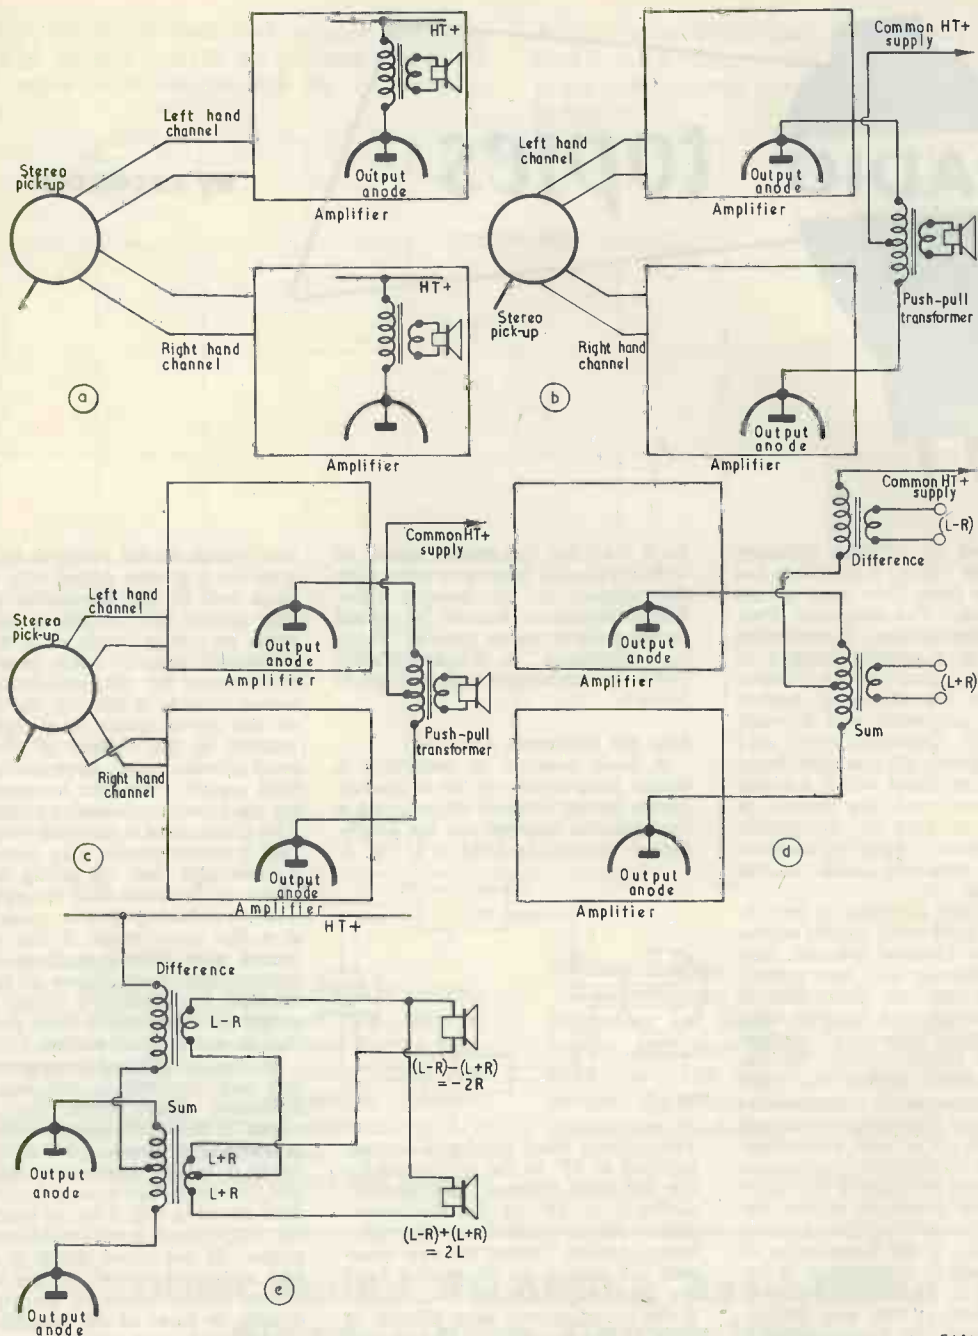 HT+
Left hand
channel
Stereo
pick-up
Output
anode
Amplifier
HT+
Right hand
channel
Amplifier
a
Common HT+
supply
Left hand
channel
Output
anode
Amplifier
Push-pull
transformer
Stereo
pick-up
Right hand
channel
Output
anode
Amplifier
b
Common HT+
supply
Left hand
channel
Stereo
pick-up
Output
anode
Amplifier
Push-pull
transformer
Right hand
channel
Output
anode
Amplifier
c
Common HT+
supply
(L-R)
Difference
Output
anode
Amplifier
(L+R)
Sum
Output
anode
Amplifier
d
HT+
Difference
L-R
(L-R)-(L+R)
= -2R
Sum
L+R
L+R
Output
anode
(L-R)+(L+R)
= 2L
Output
anode
e